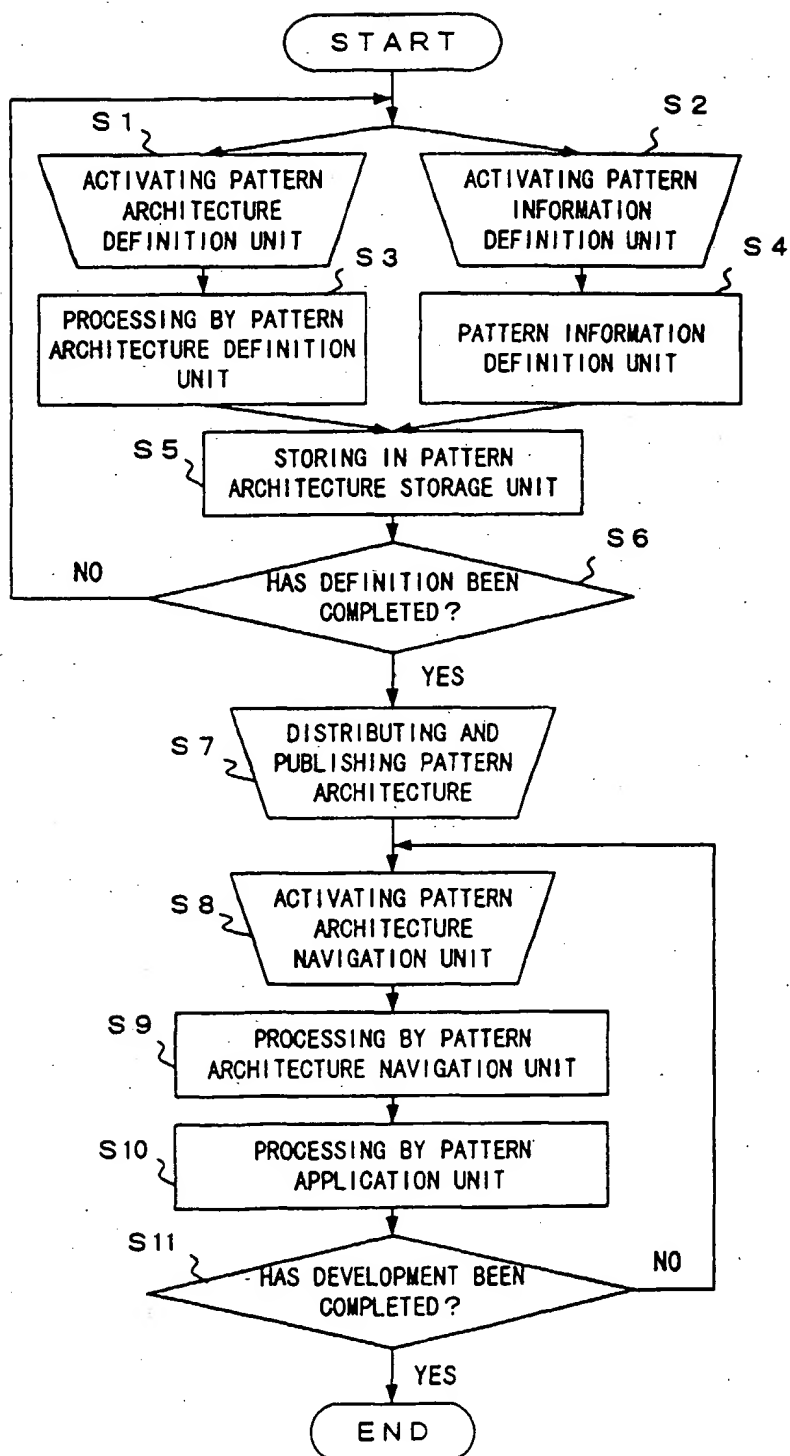 START
S1
S2
ACTIVATING PATTERN
ARCHITECTURE
DEFINITION UNIT
ACTIVATING PATTERN
INFORMATION
DEFINITION UNIT
S3
S4
PROCESSING BY PATTERN
ARCHITECTURE DEFINITION
UNIT
PATTERN INFORMATION
DEFINITION UNIT
S5
STORING IN PATTERN
ARCHITECTURE STORAGE UNIT
S6
NO
HAS DEFINITION BEEN
COMPLETED?
YES
S7
DISTRIBUTING AND
PUBLISHING PATTERN
ARCHITECTURE
S8
ACTIVATING PATTERN
ARCHITECTURE
NAVIGATION UNIT
S9
PROCESSING BY PATTERN
ARCHITECTURE NAVIGATION UNIT
S10
PROCESSING BY PATTERN
APPLICATION UNIT
S11
HAS DEVELOPMENT BEEN
COMPLETED?
NO
YES
END